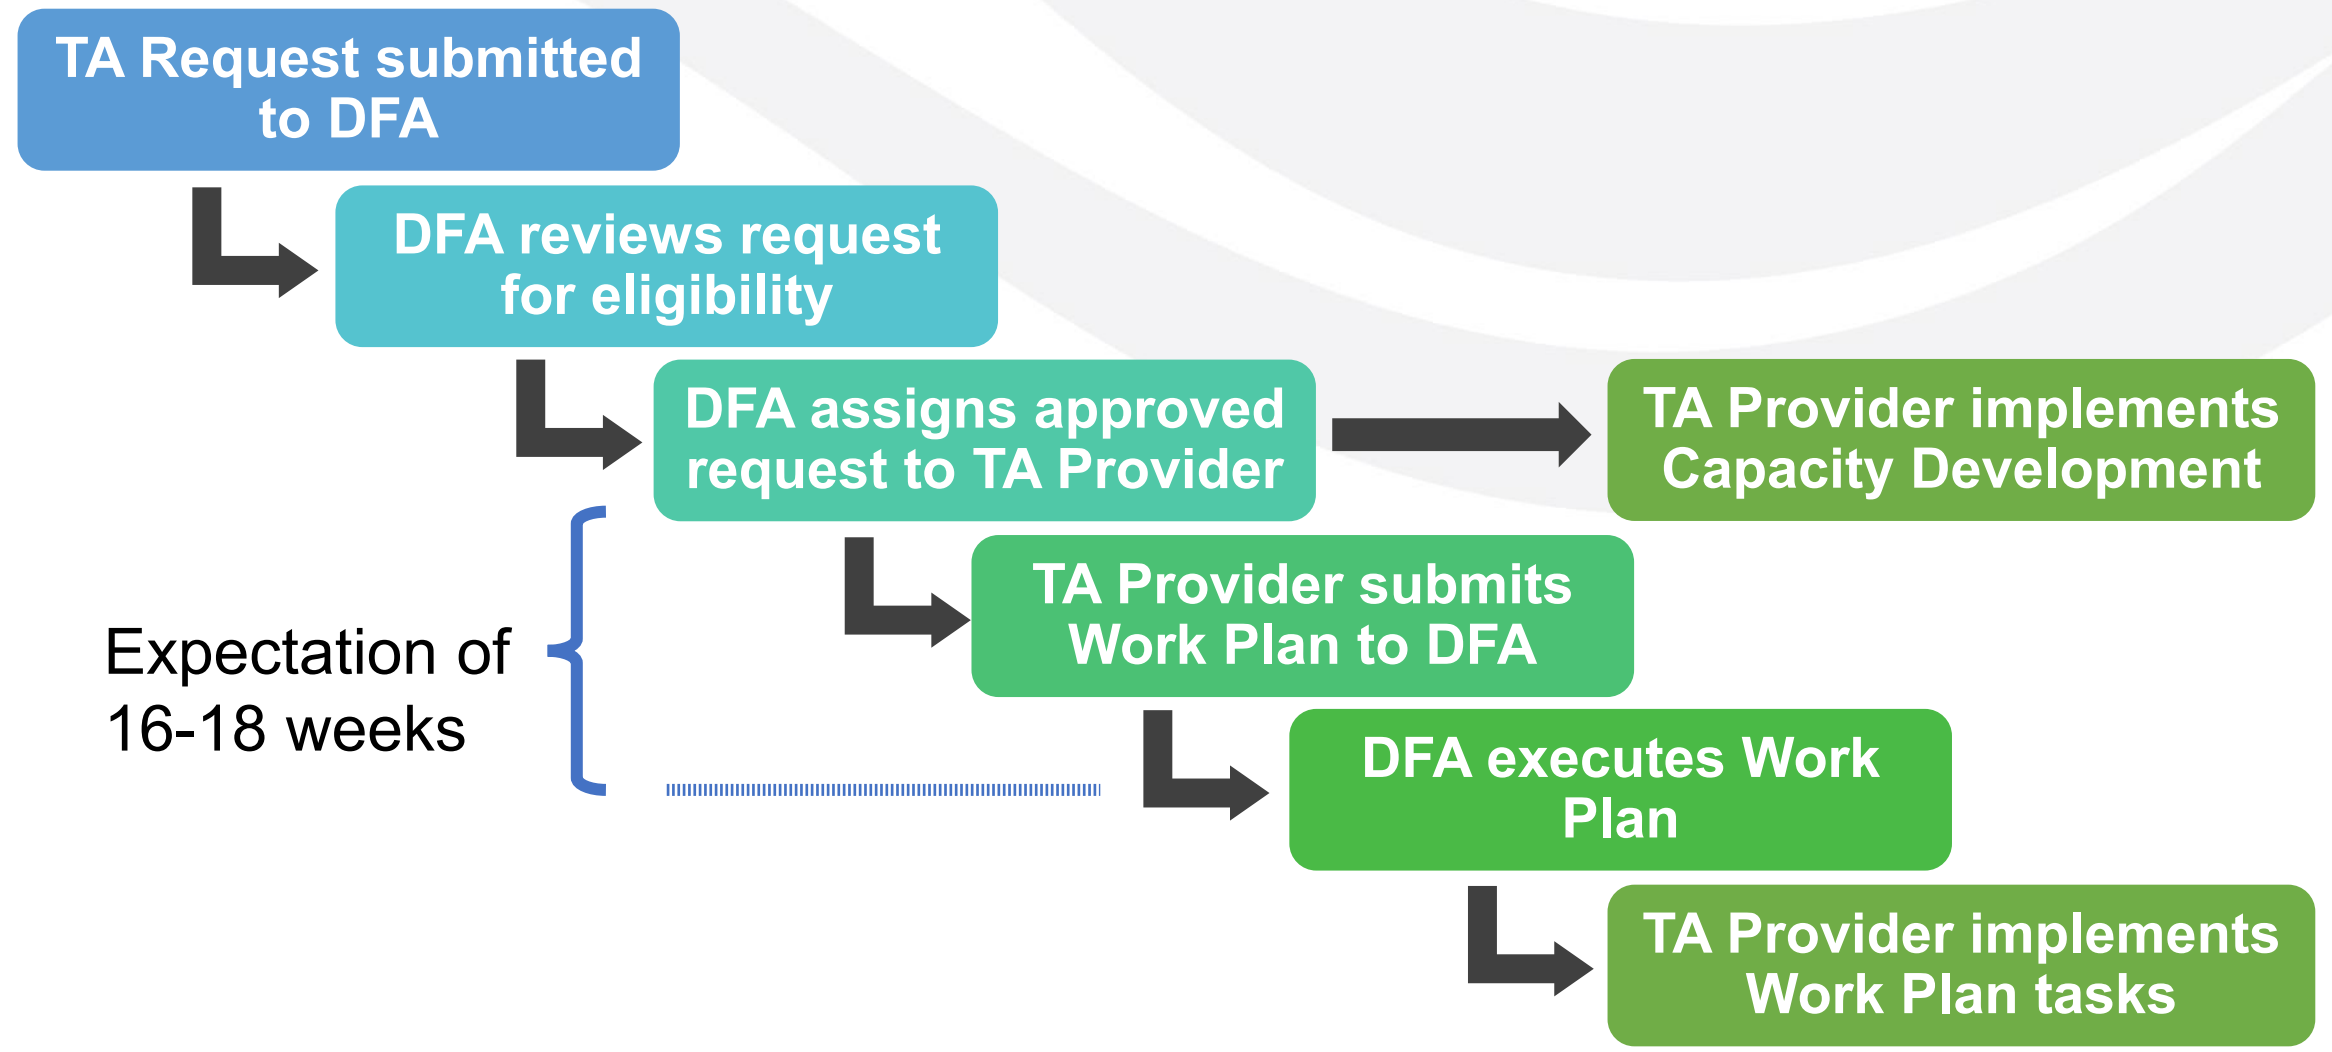 TA Request submitted
to DFA
DFA reviews request
for eligibility
DFA assigns approved
request to TA Provider
TA Provider implements
Capacity Development
TA Provider submits
Work Plan to DFA
Expectation of
16-18 weeks
DFA executes Work
Plan
TA Provider implements
Work Plan tasks